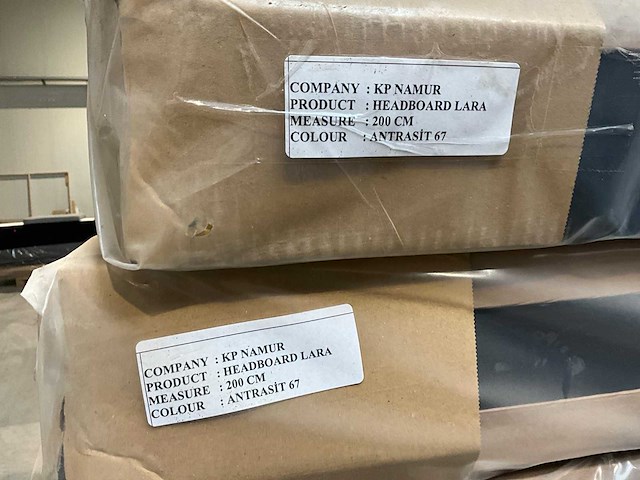 COMPANY : KP NAMUR
PRODUCT : HEADBOARD LARA
MEASURE : 200 CM
COLOUR : ANTRASİT 67
COMPANY : KP NAMUR
PRODUCT : HEADBOARD LARA
MEASURE : 200 CM
COLOUR : ANTRASİT 67